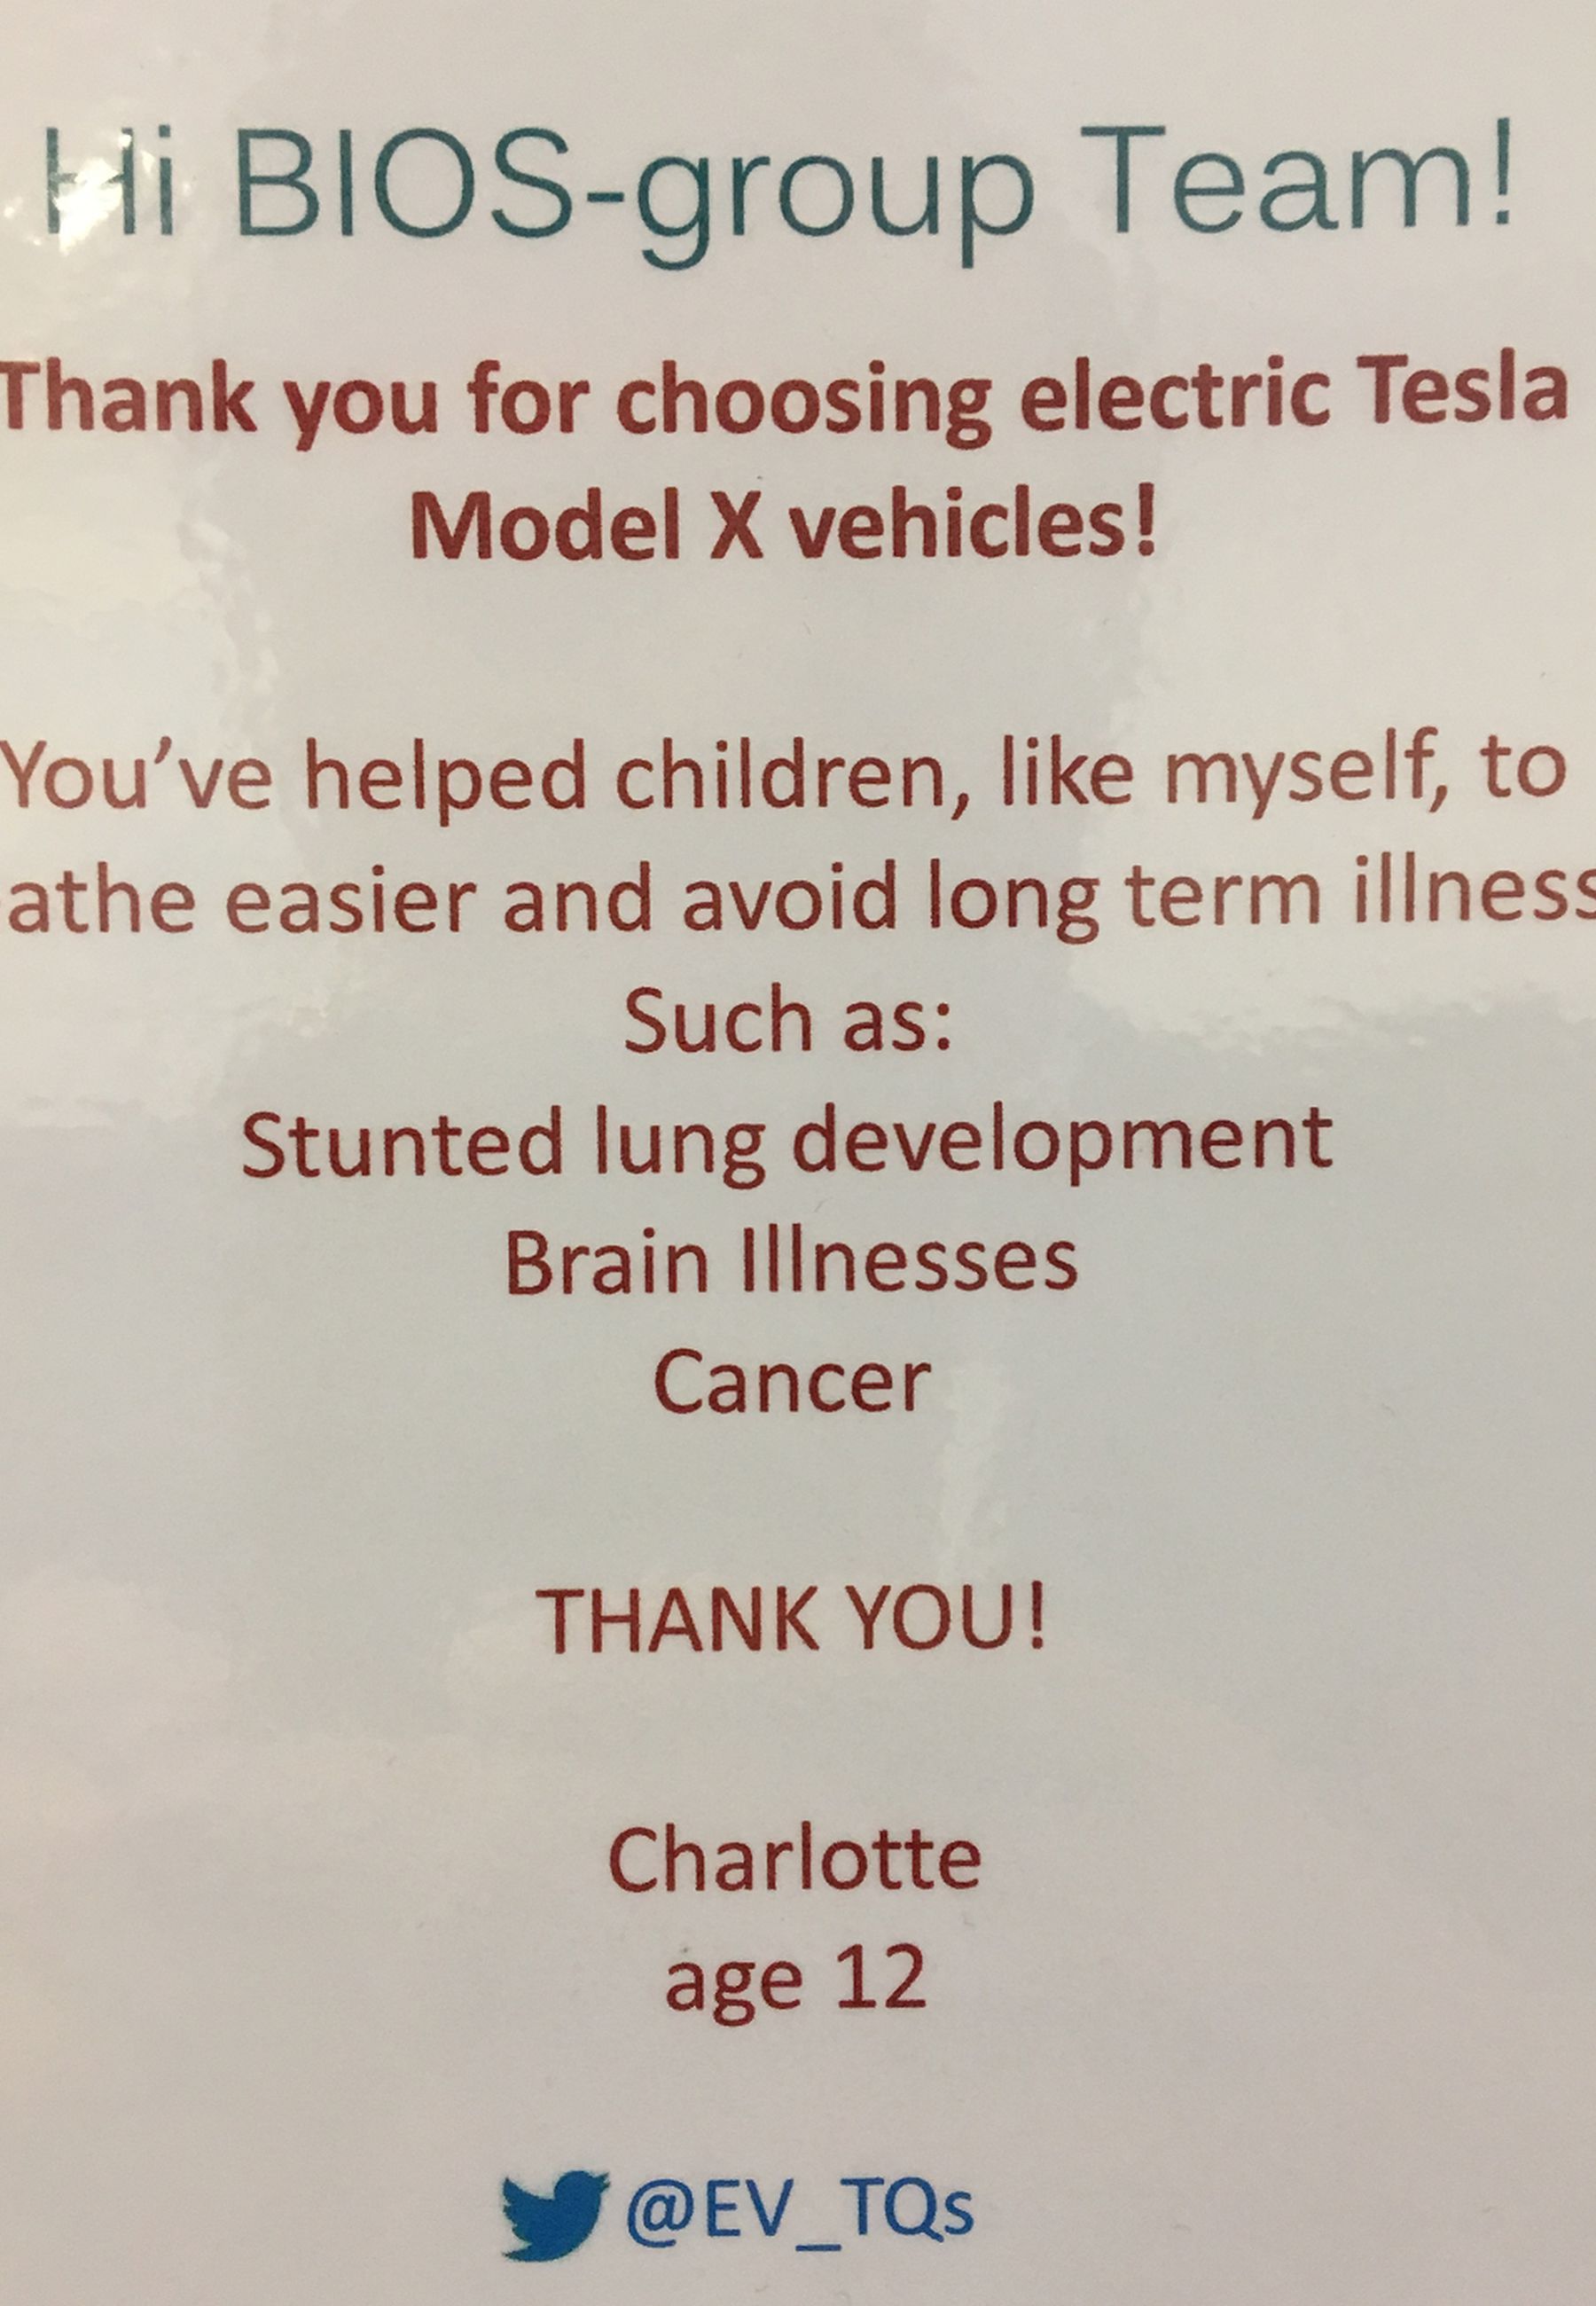 Hi BIOS-group Team!
Thank you for choosing electric Tesla
Model X vehicles!
You've helped children, like myself, to
athe easier and avoid long term illness
Such as:
Stunted lung development
Brain Illnesses
Cancer
THANK YOU!
Charlotte
age 12
@EV_TQs